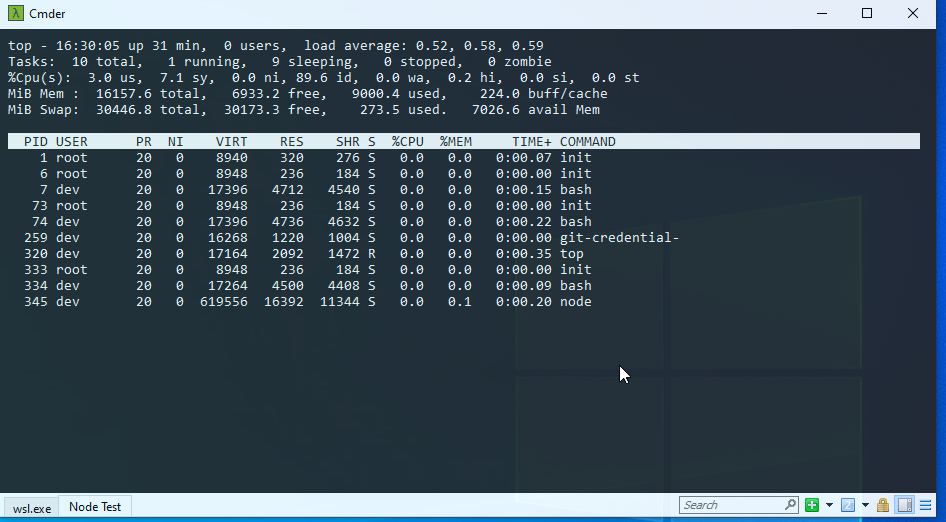 Cmder
top - 16:30:05 up 31 min,  0 users,  load average: 0.52, 0.58, 0.59
Tasks:  10 total,   1 running,   9 sleeping,   0 stopped,   0 zombie
%Cpu(s):  3.0 us,  7.1 sy,  0.0 ni, 89.6 id,  0.0 wa,  0.2 hi,  0.0 si,  0.0 st
MiB Mem :  16157.6 total,   6933.2 free,   9000.4 used,    224.0 buff/cache
MiB Swap:  30446.8 total,  30173.3 free,    273.5 used.   7026.6 avail Mem
PID USER      PR  NI    VIRT    RES    SHR S  %CPU  %MEM     TIME+ COMMAND
1 root      20   0    8940    320    276 S   0.0   0.0   0:00.07 init
6 root      20   0    8948    236    184 S   0.0   0.0   0:00.00 init
7 dev       20   0   17396   4712   4540 S   0.0   0.0   0:00.15 bash
73 root      20   0    8948    236    184 S   0.0   0.0   0:00.00 init
74 dev       20   0   17396   4736   4632 S   0.0   0.0   0:00.22 bash
259 dev       20   0   16268   1220   1004 S   0.0   0.0   0:00.00 git-credential-
320 dev       20   0   17164   2092   1472 R   0.0   0.0   0:00.35 top
333 root      20   0    8948    236    184 S   0.0   0.0   0:00.00 init
334 dev       20   0   17264   4500   4408 S   0.0   0.0   0:00.09 bash
345 dev       20   0  619556  16392  11344 S   0.0   0.1   0:00.20 node
wsl.exe Node Test Search